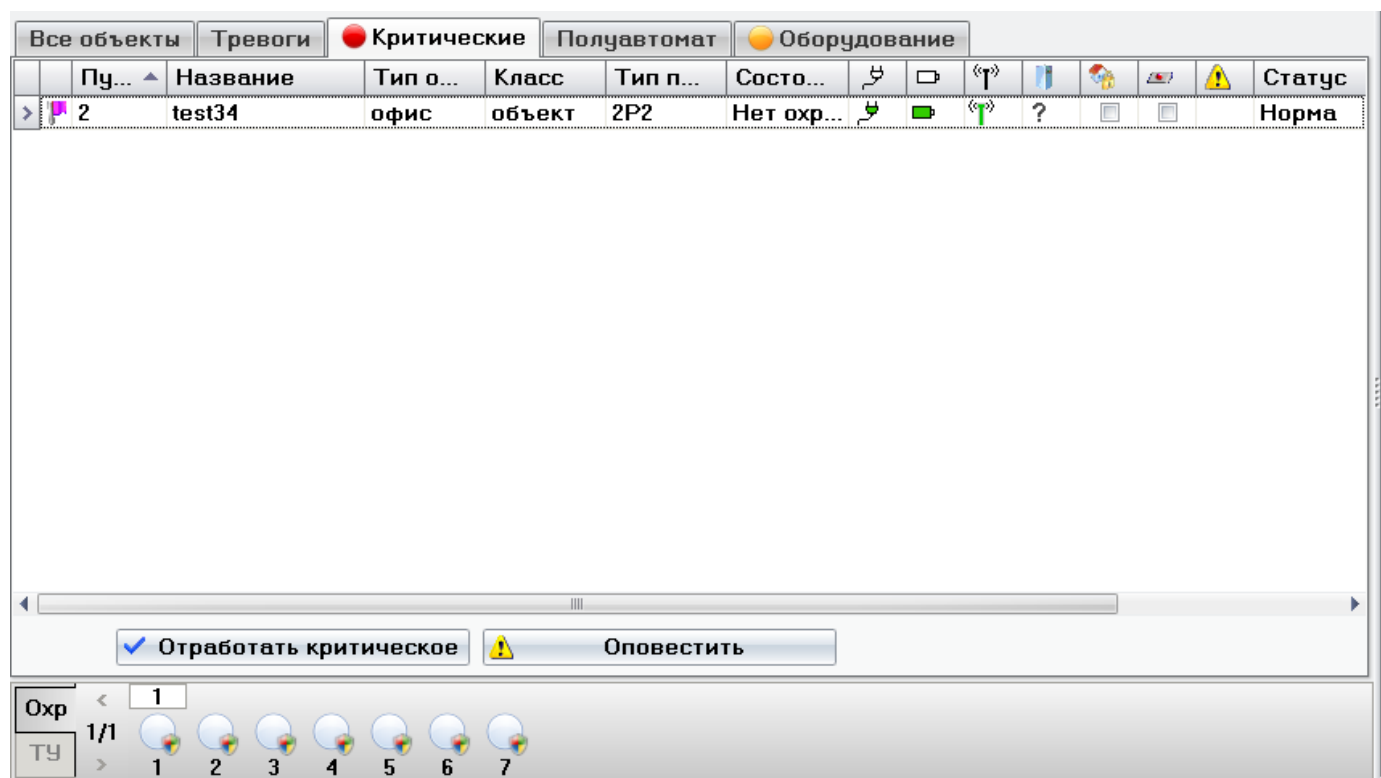 Все объекты Тревоги Критические Полуавтомат Оборудование
Пу... Название Тип о... Класс Тип п... Состо... Статус
2 test34 офис объект 2P2 Нет охр... ? Норма
Отработать критическое Оповестить
Охр < 1
1/1
ТУ > 1 2 3 4 5 6 7